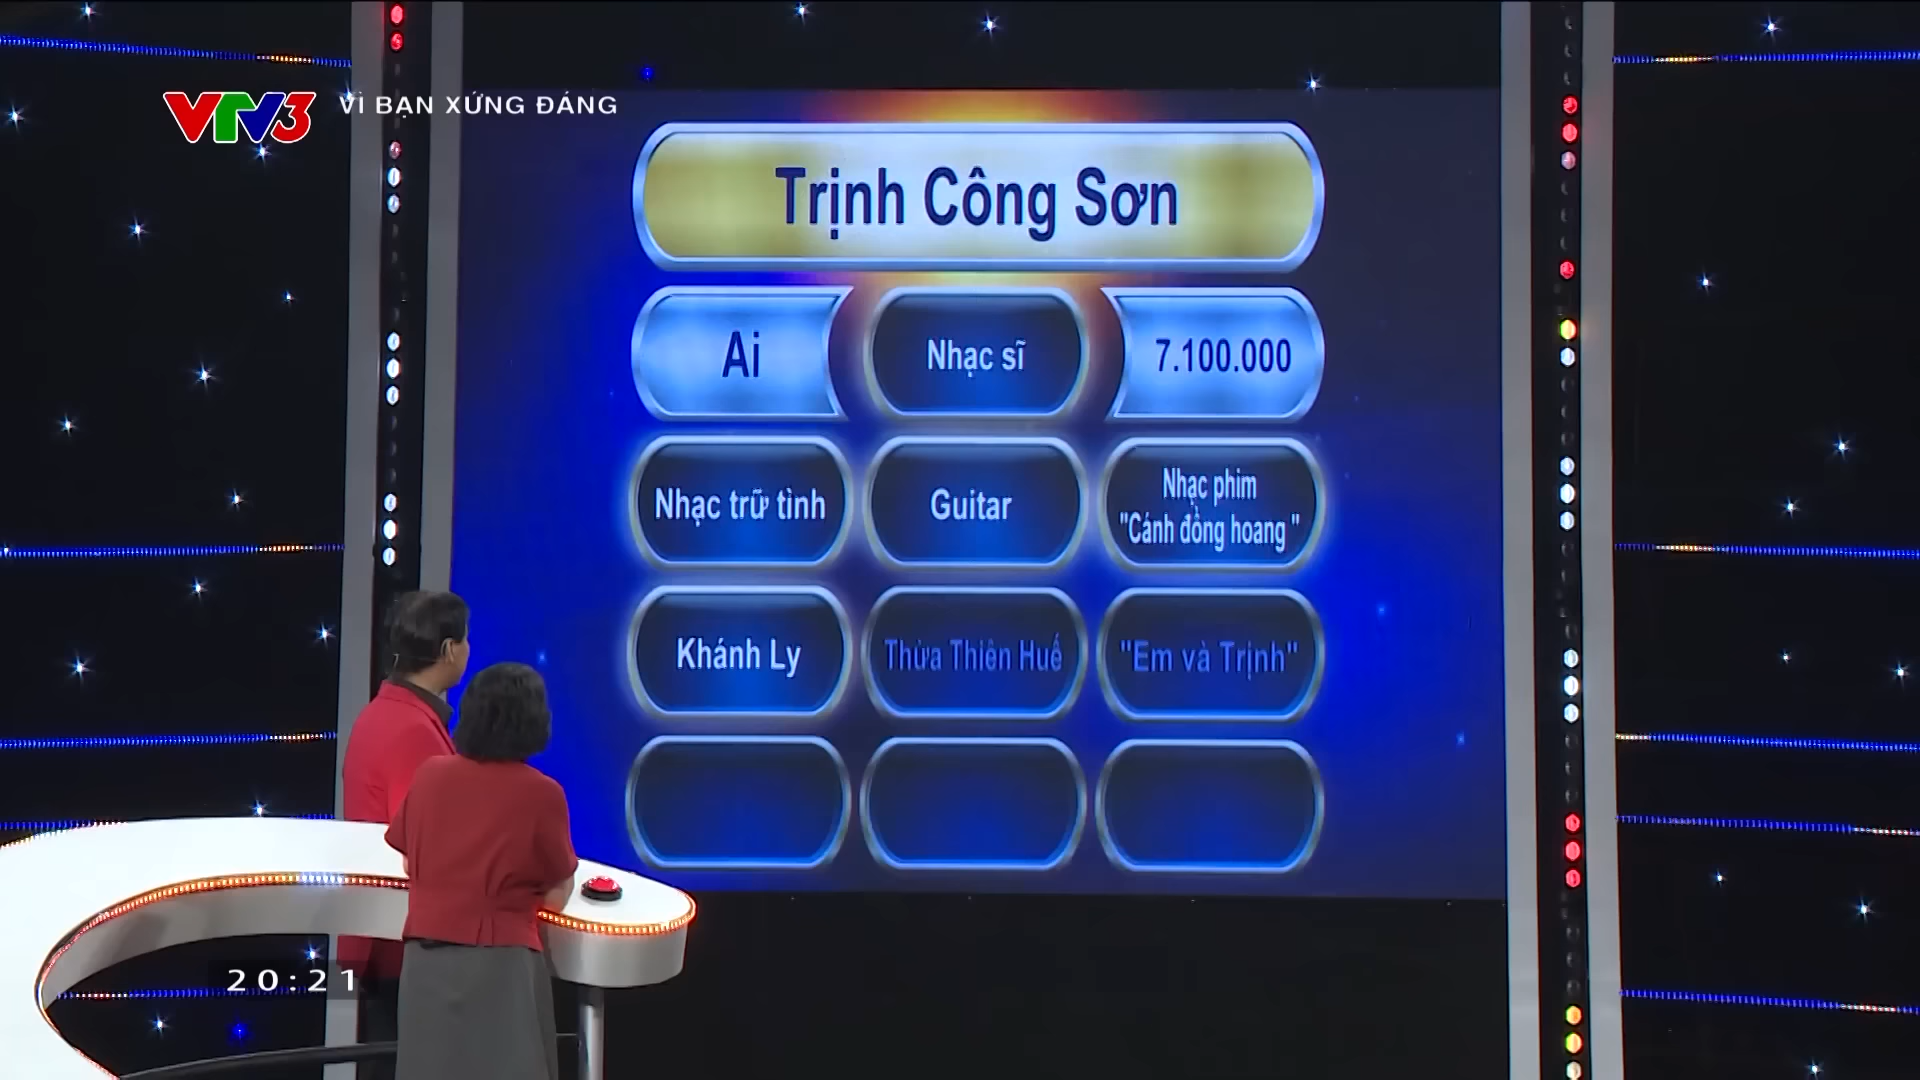 VTV3
VÌ BẠN XỨNG ĐÁNG
Trịnh Công Sơn
Ai
Nhạc sĩ
7.100.000
Nhạc trữ tình
Guitar
Nhạc phim
"Cánh đồng hoang "
Khánh Ly
Thừa Thiên Huế
"Em và Trịnh"
20:21